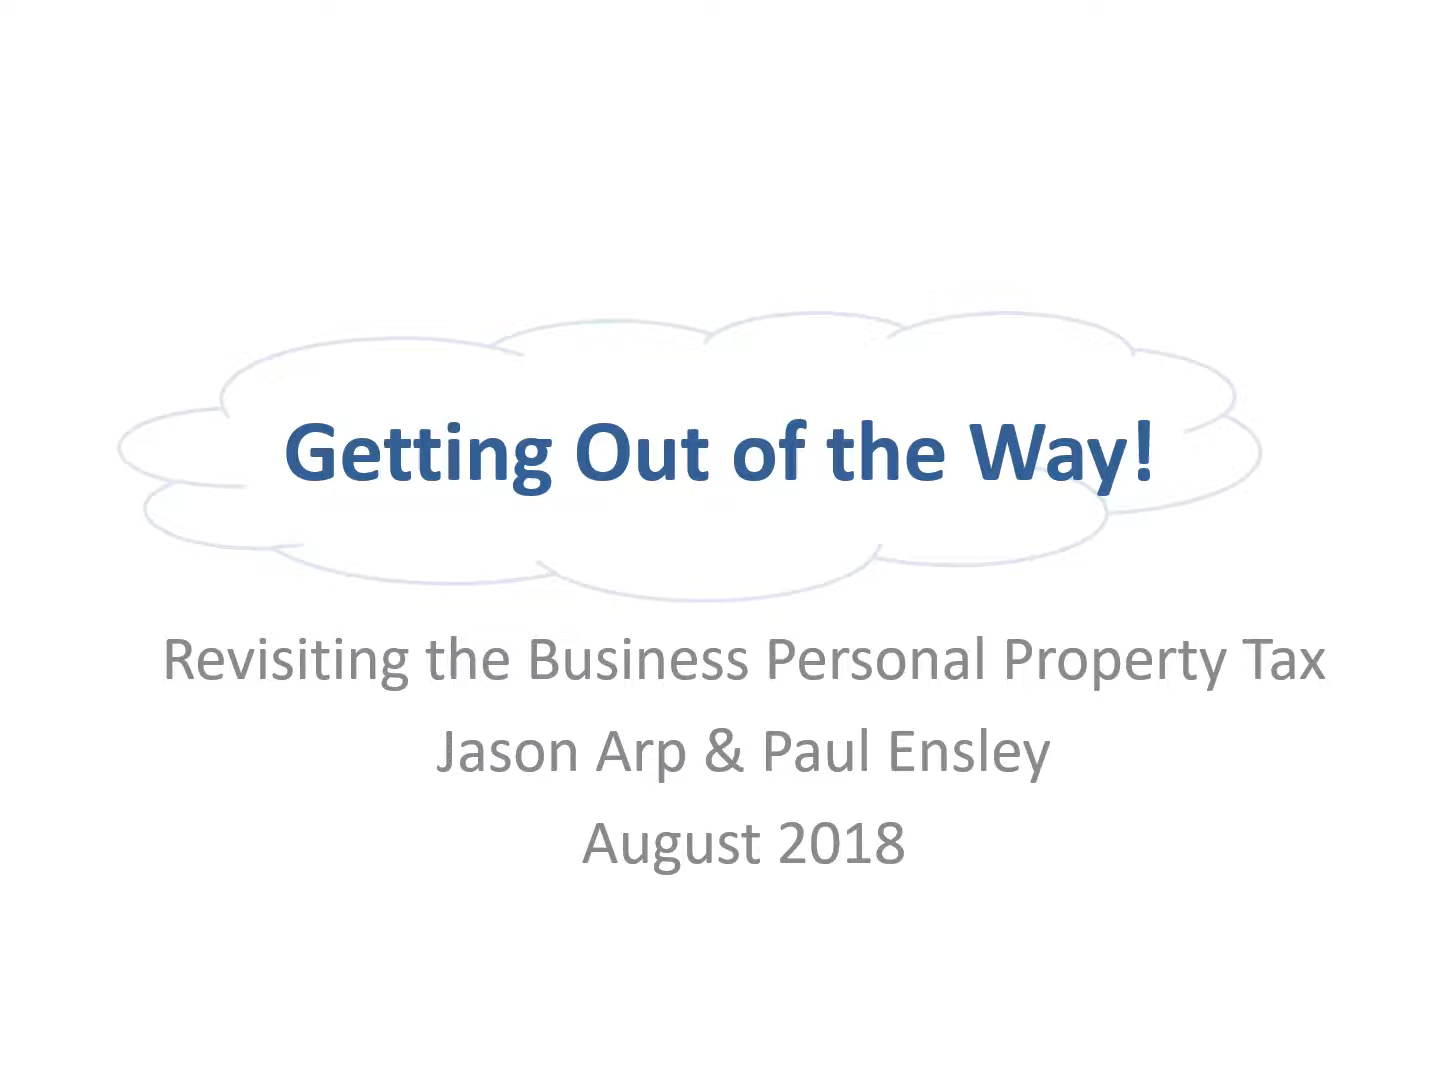 Getting Out of the Way!
Revisiting the Business Personal Property Tax
Jason Arp & Paul Ensley
August 2018